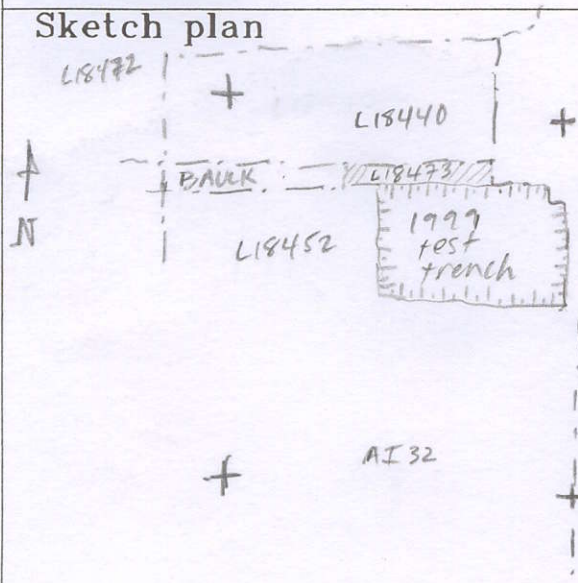 Sketch plan
L18472
L18440
BAULK
L18473
N
L18452
1999
test
trench
AI 32